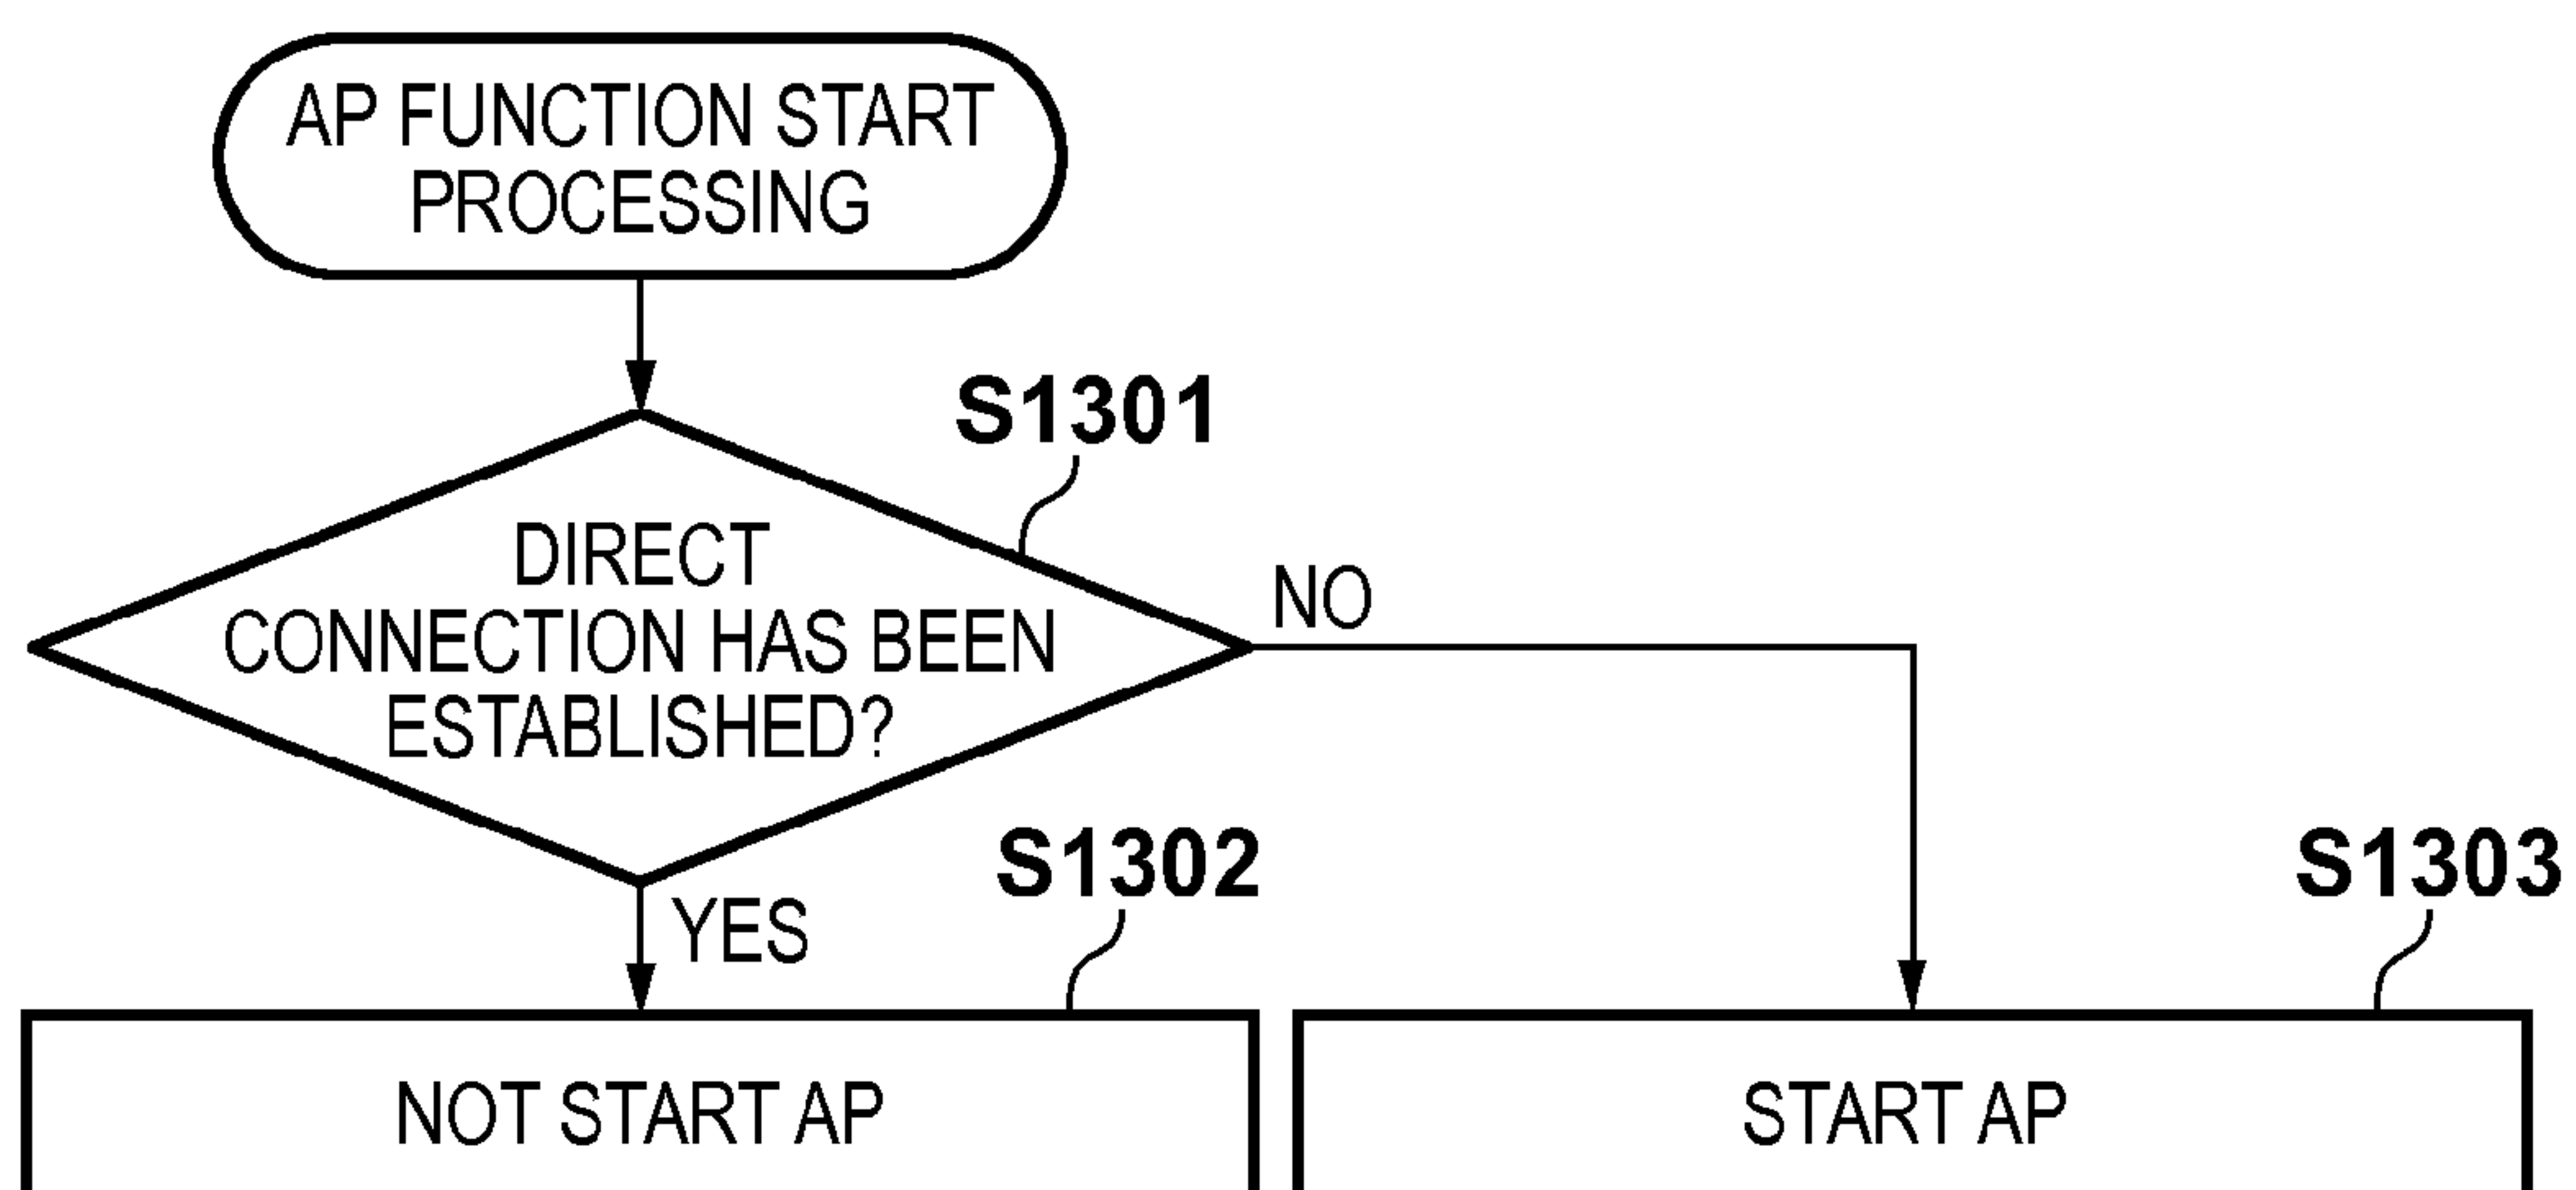 AP FUNCTION START
PROCESSING
S1301
DIRECT
CONNECTION HAS BEEN
ESTABLISHED?
NO
YES
S1302
S1303
NOT START AP
START AP